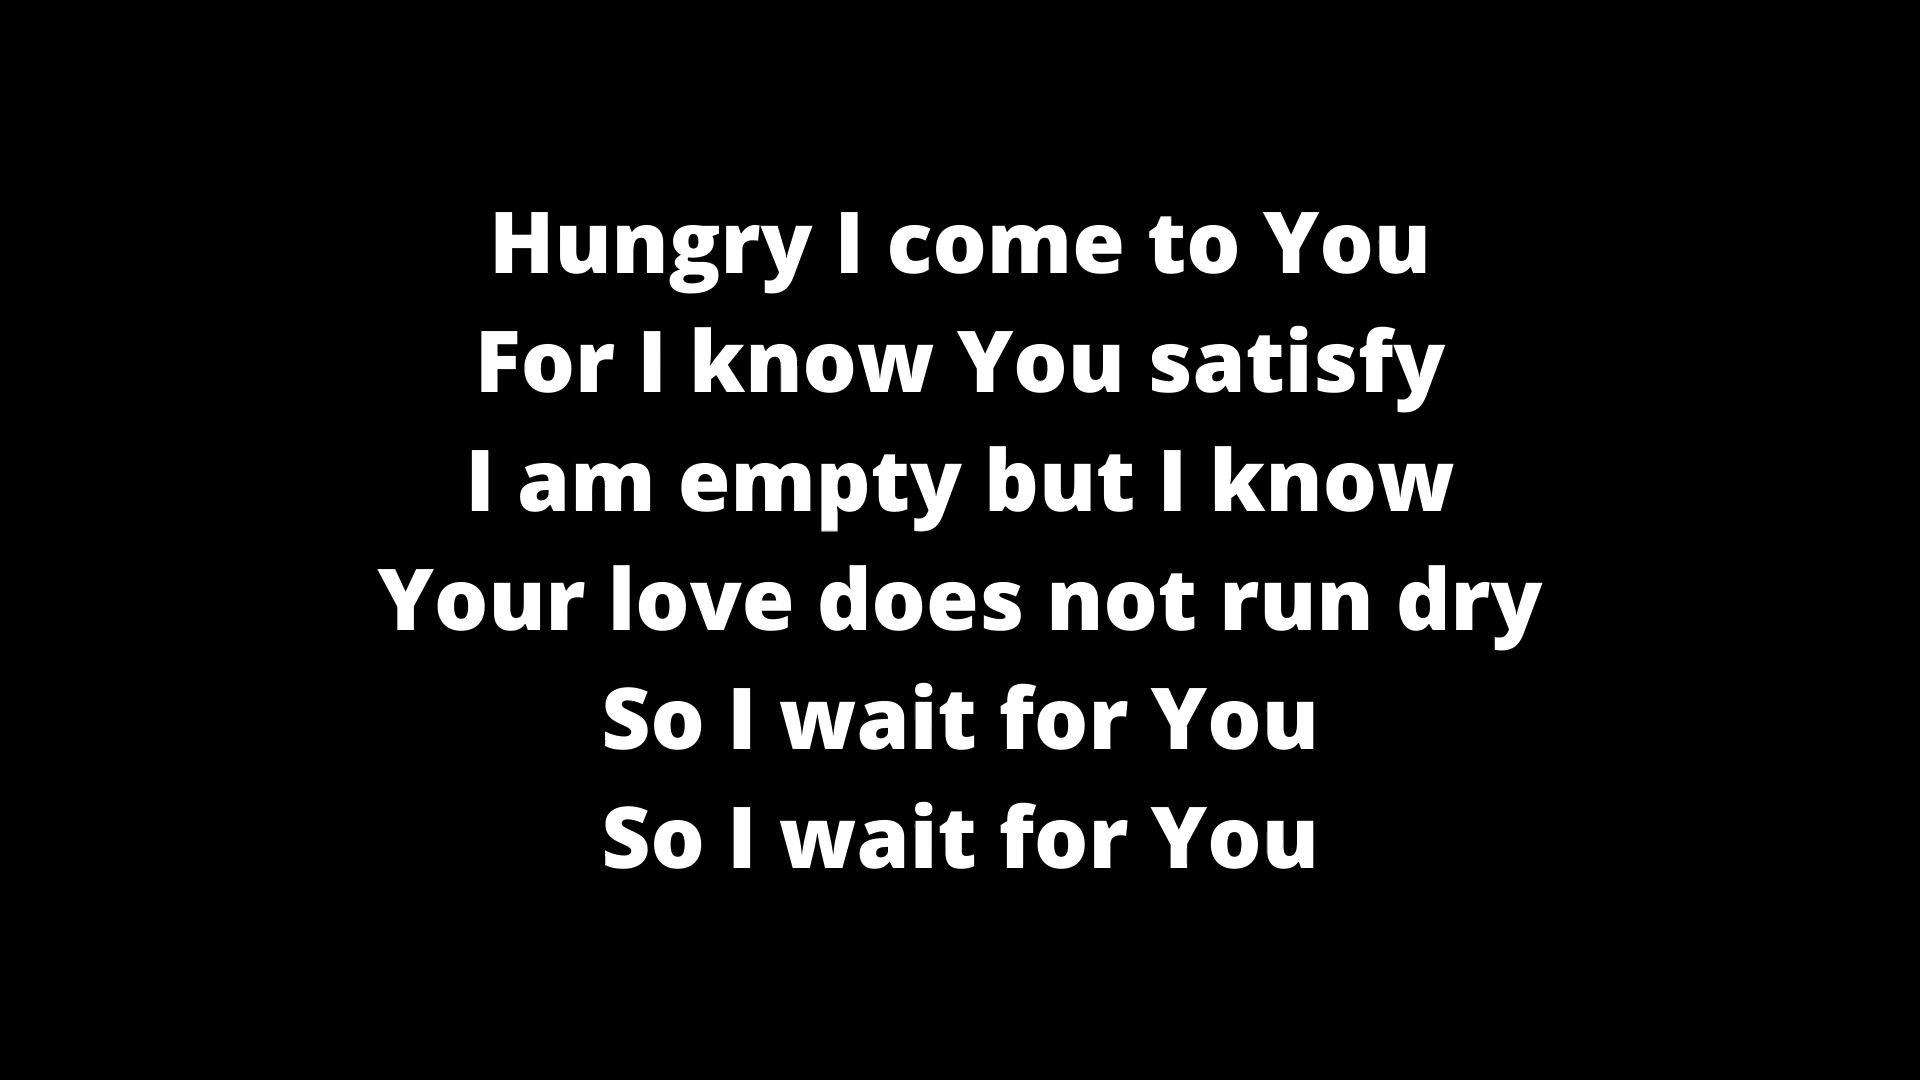 Hungry I come to You
For I know You satisfy
I am empty but I know
Your love does not run dry
So I wait for You
So I wait for You